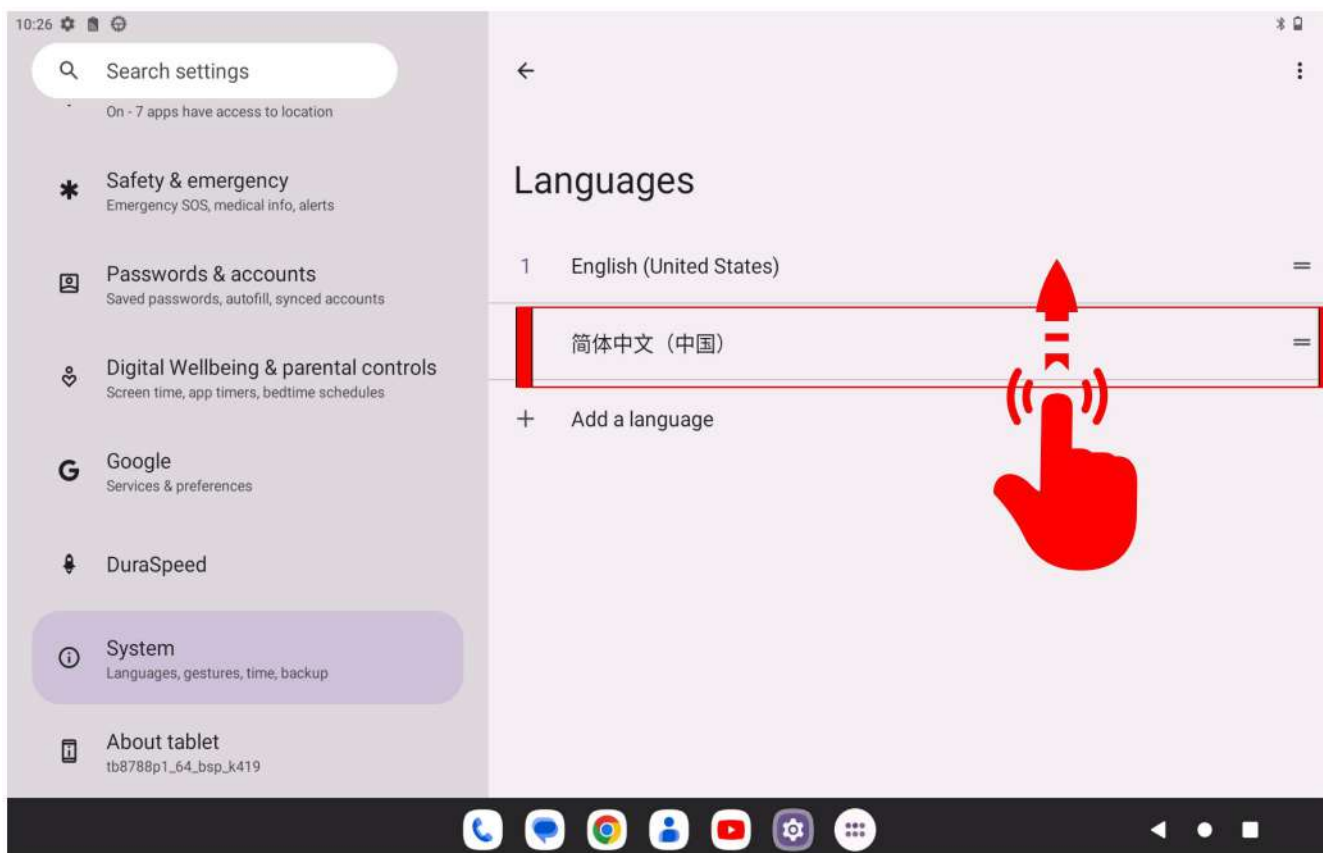 10:26
Search settings
On - 7 apps have access to location
Safety & emergency
Emergency SOS, medical info, alerts
Passwords & accounts
Saved passwords, autofill, synced accounts
Digital Wellbeing & parental controls
Screen time, app timers, bedtime schedules
Google
Services & preferences
DuraSpeed
System
Languages, gestures, time, backup
About tablet
tb8788p1_64_bsp_k419
Languages
1 English (United States)
简体中文（中国）
+ Add a language